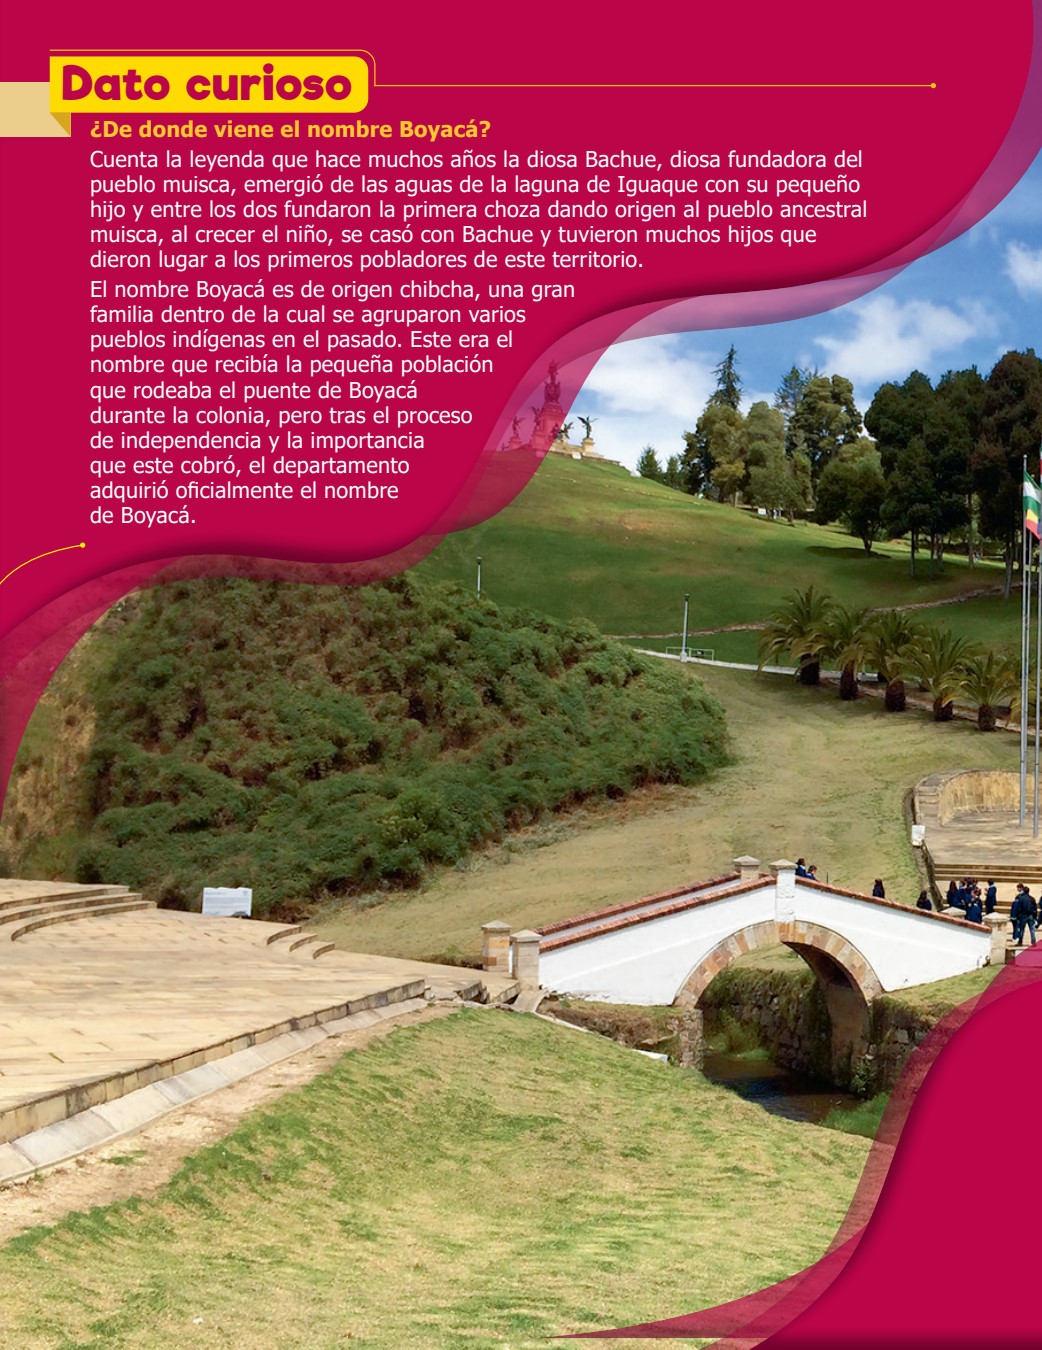 Dato curioso
¿De donde viene el nombre Boyacá?
Cuenta la leyenda que hace muchos años la diosa Bachue, diosa fundadora del
pueblo muisca, emergió de las aguas de la laguna de Iguaque con su pequeño
hijo y entre los dos fundaron la primera choza dando origen al pueblo ancestral
muisca, al crecer el niño, se casó con Bachue y tuvieron muchos hijos que
dieron lugar a los primeros pobladores de este territorio.
El nombre Boyacá es de origen chibcha, una gran
familia dentro de la cual se agruparon varios
pueblos indígenas en el pasado. Este era el
nombre que recibía la pequeña población
que rodeaba el puente de Boyacá
durante la colonia, pero tras el proceso
de independencia y la importancia
que este cobró, el departamento
adquirió oficialmente el nombre
de Boyacá.